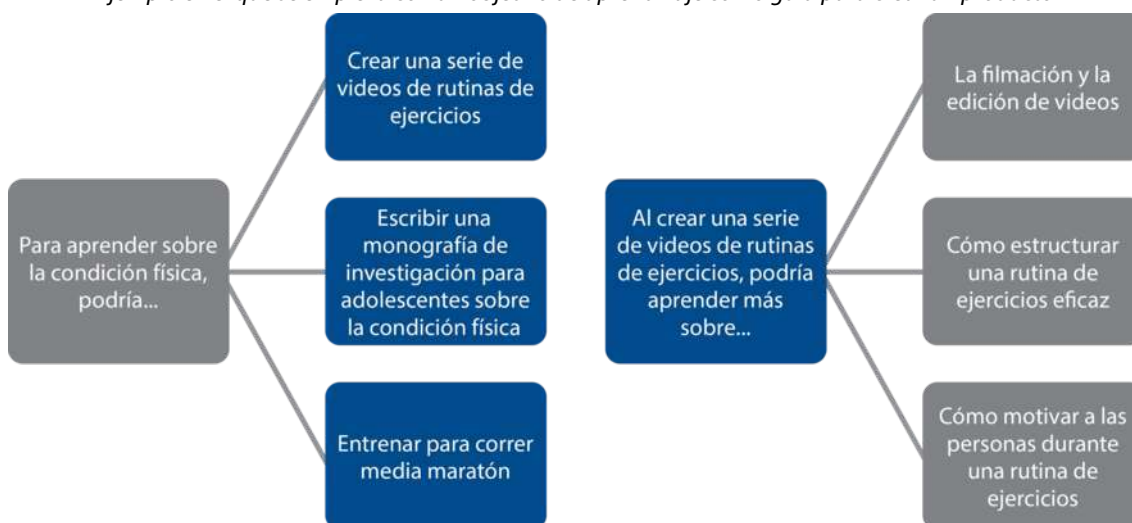 Crear una serie de
videos de rutinas de
ejercicios
Para aprender sobre
la condición física,
podría...
Escribir una
monografía de
investigación para
adolescentes sobre
la condición física
Entrenar para correr
media maratón
Al crear una serie
de videos de rutinas
de ejercicios, podría
aprender más
sobre...
La filmación y la
edición de videos
Cómo estructurar
una rutina de
ejercicios eficaz
Cómo motivar a las
personas durante
una rutina de
ejercicios